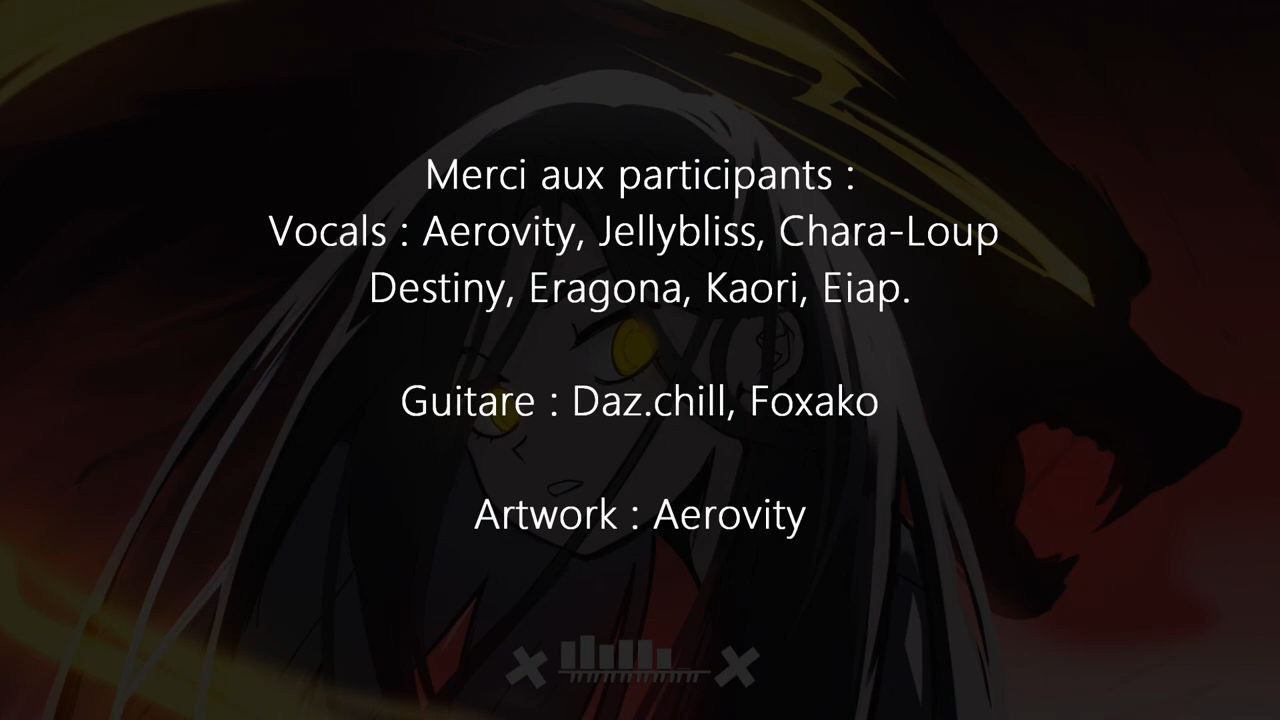 Merci aux participants :
Vocals : Aerovity, Jellybliss, Chara-Loup
Destiny, Eragona, Kaori, Eiap.
Guitare : Daz.chill, Foxako
Artwork : Aerovity